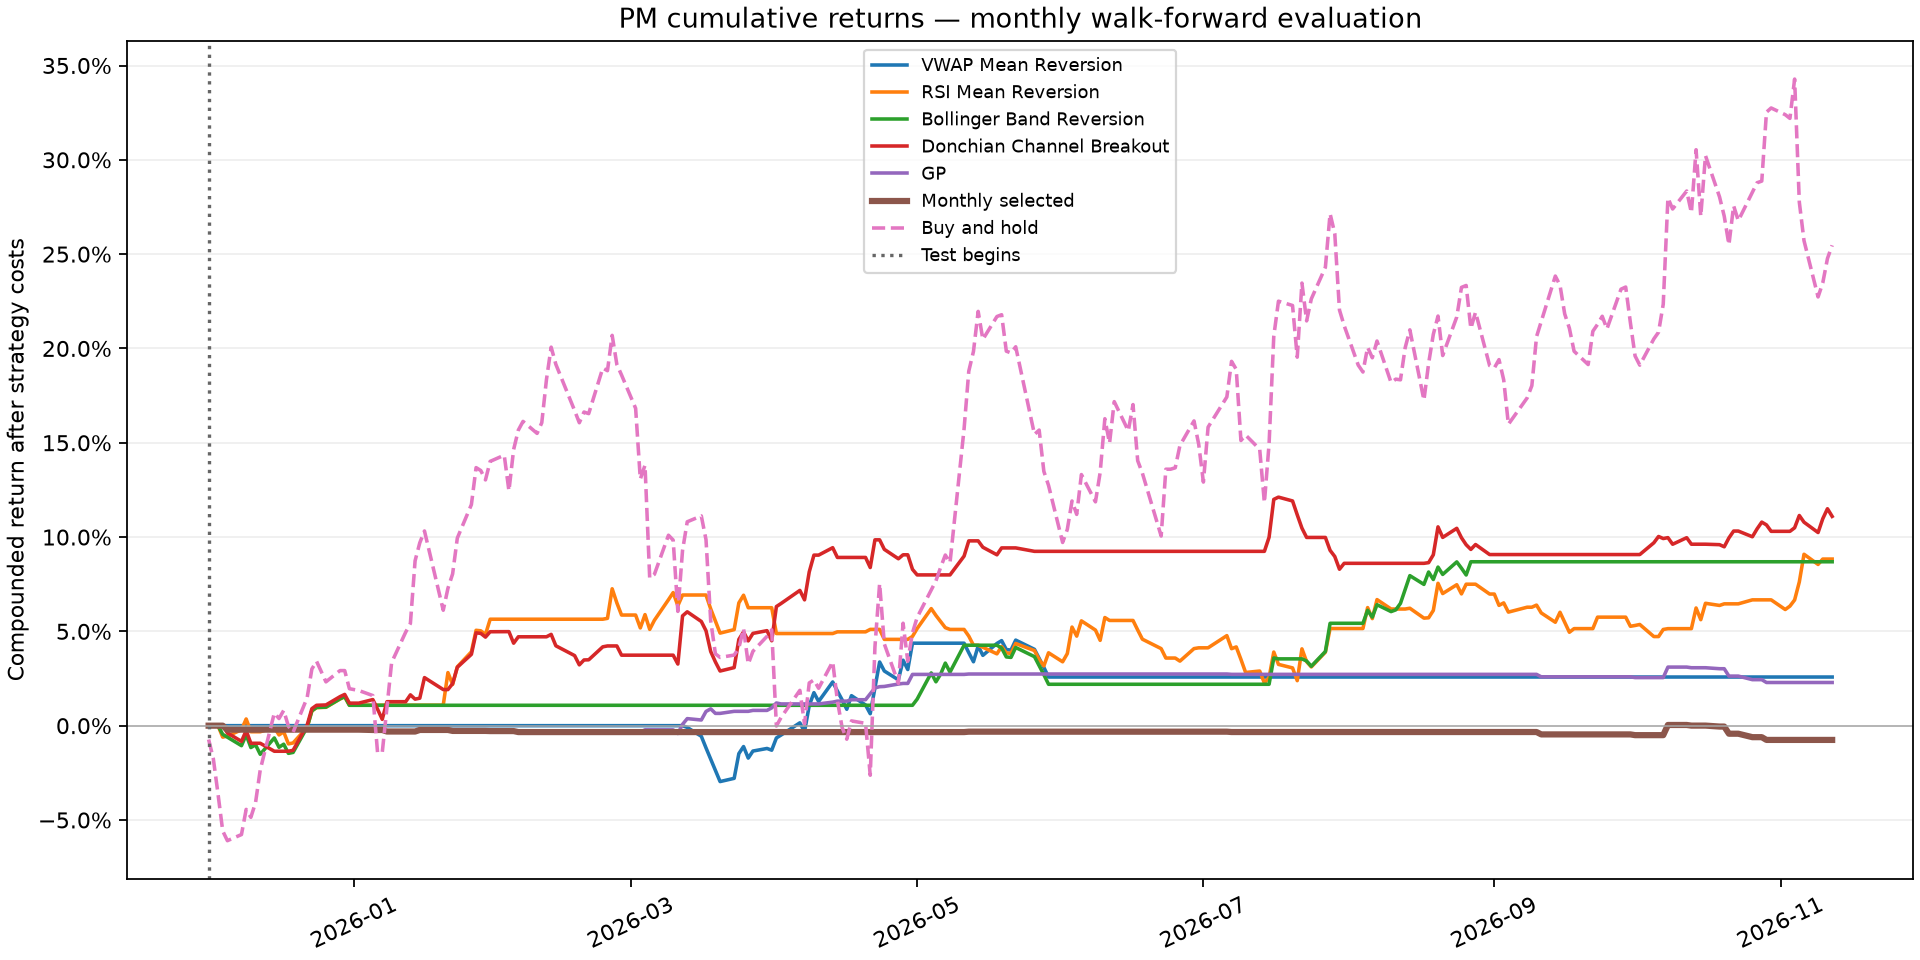 PM cumulative returns — monthly walk-forward evaluation
Compounded return after strategy costs
35.0%
30.0%
25.0%
20.0%
15.0%
10.0%
5.0%
0.0%
−5.0%
VWAP Mean Reversion
RSI Mean Reversion
Bollinger Band Reversion
Donchian Channel Breakout
GP
Monthly selected
Buy and hold
Test begins
2026-01
2026-03
2026-05
2026-07
2026-09
2026-11